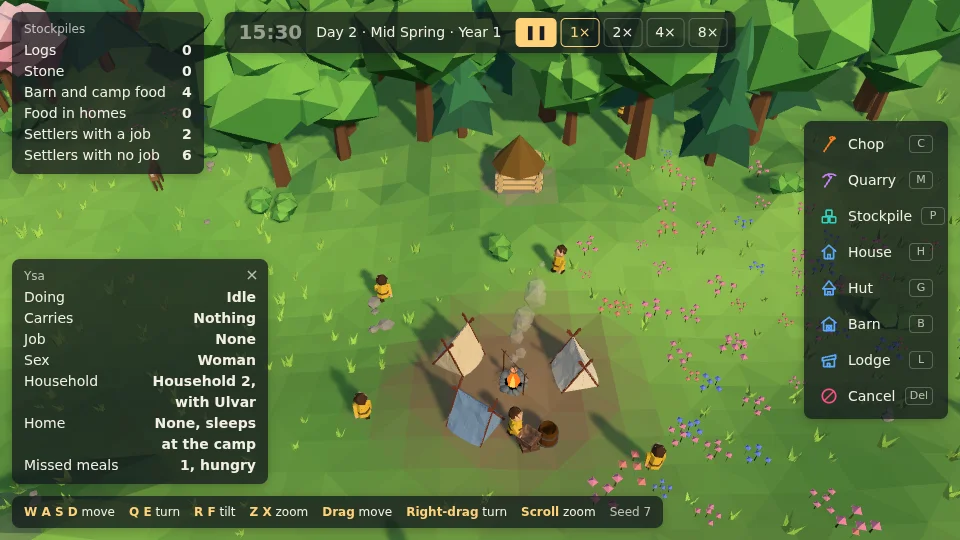 Stockpiles
Logs 0
Stone 0
Barn and camp food 4
Food in homes 0
Settlers with a job 2
Settlers with no job 6
15:30 Day 2 · Mid Spring · Year 1 1× 2× 4× 8×
Chop C
Quarry M
Stockpile P
House H
Hut G
Barn B
Lodge L
Cancel Del
Ysa ×
Doing Idle
Carries Nothing
Job None
Sex Woman
Household Household 2,
with Ulvar
Home None, sleeps
at the camp
Missed meals 1, hungry
W A S D move Q E turn R F tilt Z X zoom Drag move Right-drag turn Scroll zoom Seed 7